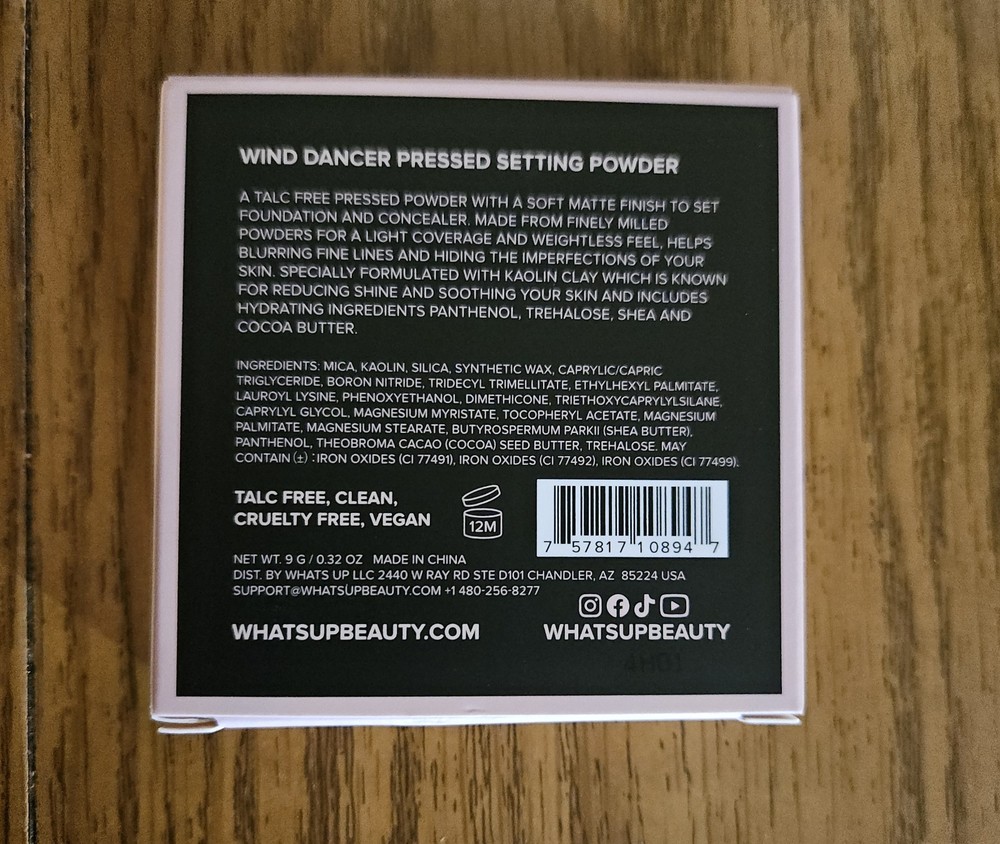 WIND DANCER PRESSED SETTING POWDER
A TALC FREE PRESSED POWDER WITH A SOFT MATTE FINISH TO SET
FOUNDATION AND CONCEALER. MADE FROM FINELY MILLED
POWDERS FOR A LIGHT COVERAGE AND WEIGHTLESS FEEL, HELPS
BLURRING FINE LINES AND HIDING THE IMPERFECTIONS OF YOUR
SKIN. SPECIALLY FORMULATED WITH KAOLIN CLAY WHICH IS KNOWN
FOR REDUCING SHINE AND SOOTHING YOUR SKIN AND INCLUDES
HYDRATING INGREDIENTS PANTHENOL, TREHALOSE, SHEA AND
COCOA BUTTER.
INGREDIENTS: MICA, KAOLIN, SILICA, SYNTHETIC WAX, CAPRYLIC/CAPRIC
TRIGLYCERIDE, BORON NITRIDE, TRIDECYL TRIMELLITATE, ETHYLHEXYL PALMITATE,
LAUROYL LYSINE, PHENOXYETHANOL, DIMETHICONE, TRIETHOXYCAPRYLYLSILANE,
CAPRYLYL GLYCOL, MAGNESIUM MYRISTATE, TOCOPHERYL ACETATE, MAGNESIUM
PALMITATE, MAGNESIUM STEARATE, BUTYROSPERMUM PARKII (SHEA BUTTER),
PANTHENOL, THEOBROMA CACAO (COCOA) SEED BUTTER, TREHALOSE. MAY
CONTAIN (±) : IRON OXIDES (CI 77491), IRON OXIDES (CI 77492), IRON OXIDES (CI 77499).
TALC FREE, CLEAN,
CRUELTY FREE, VEGAN
12M
7 57817 10894 7
NET WT. 9 G / 0.32 OZ MADE IN CHINA
DIST. BY WHATS UP LLC 2440 W RAY RD STE D101 CHANDLER, AZ 85224 USA
SUPPORT@WHATSUPBEAUTY.COM +1 480-256-8277
WHATSUPBEAUTY.COM
WHATSUPBEAUTY